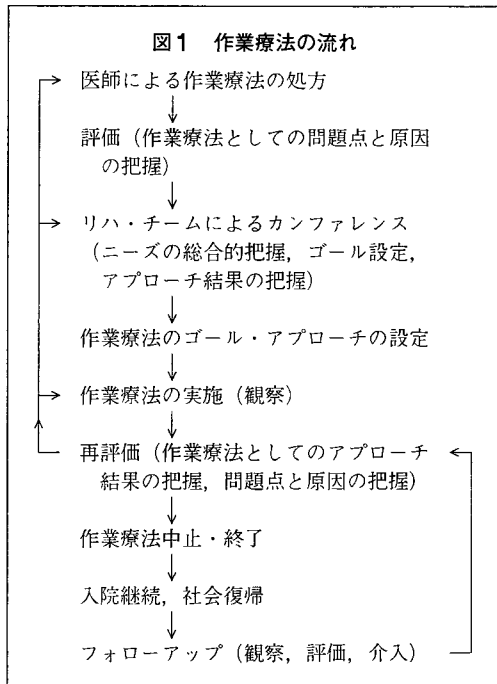 図1 作業療法の流れ
医師による作業療法の処方
評価（作業療法としての問題点と原因
の把握）
リハ・チームによるカンファレンス
（ニーズの総合的把握，ゴール設定，
アプローチ結果の把握）
作業療法のゴール・アプローチの設定
作業療法の実施（観察）
再評価（作業療法としてのアプローチ
結果の把握，問題点と原因の把握）
作業療法中止・終了
入院継続，社会復帰
フォローアップ（観察，評価，介入）